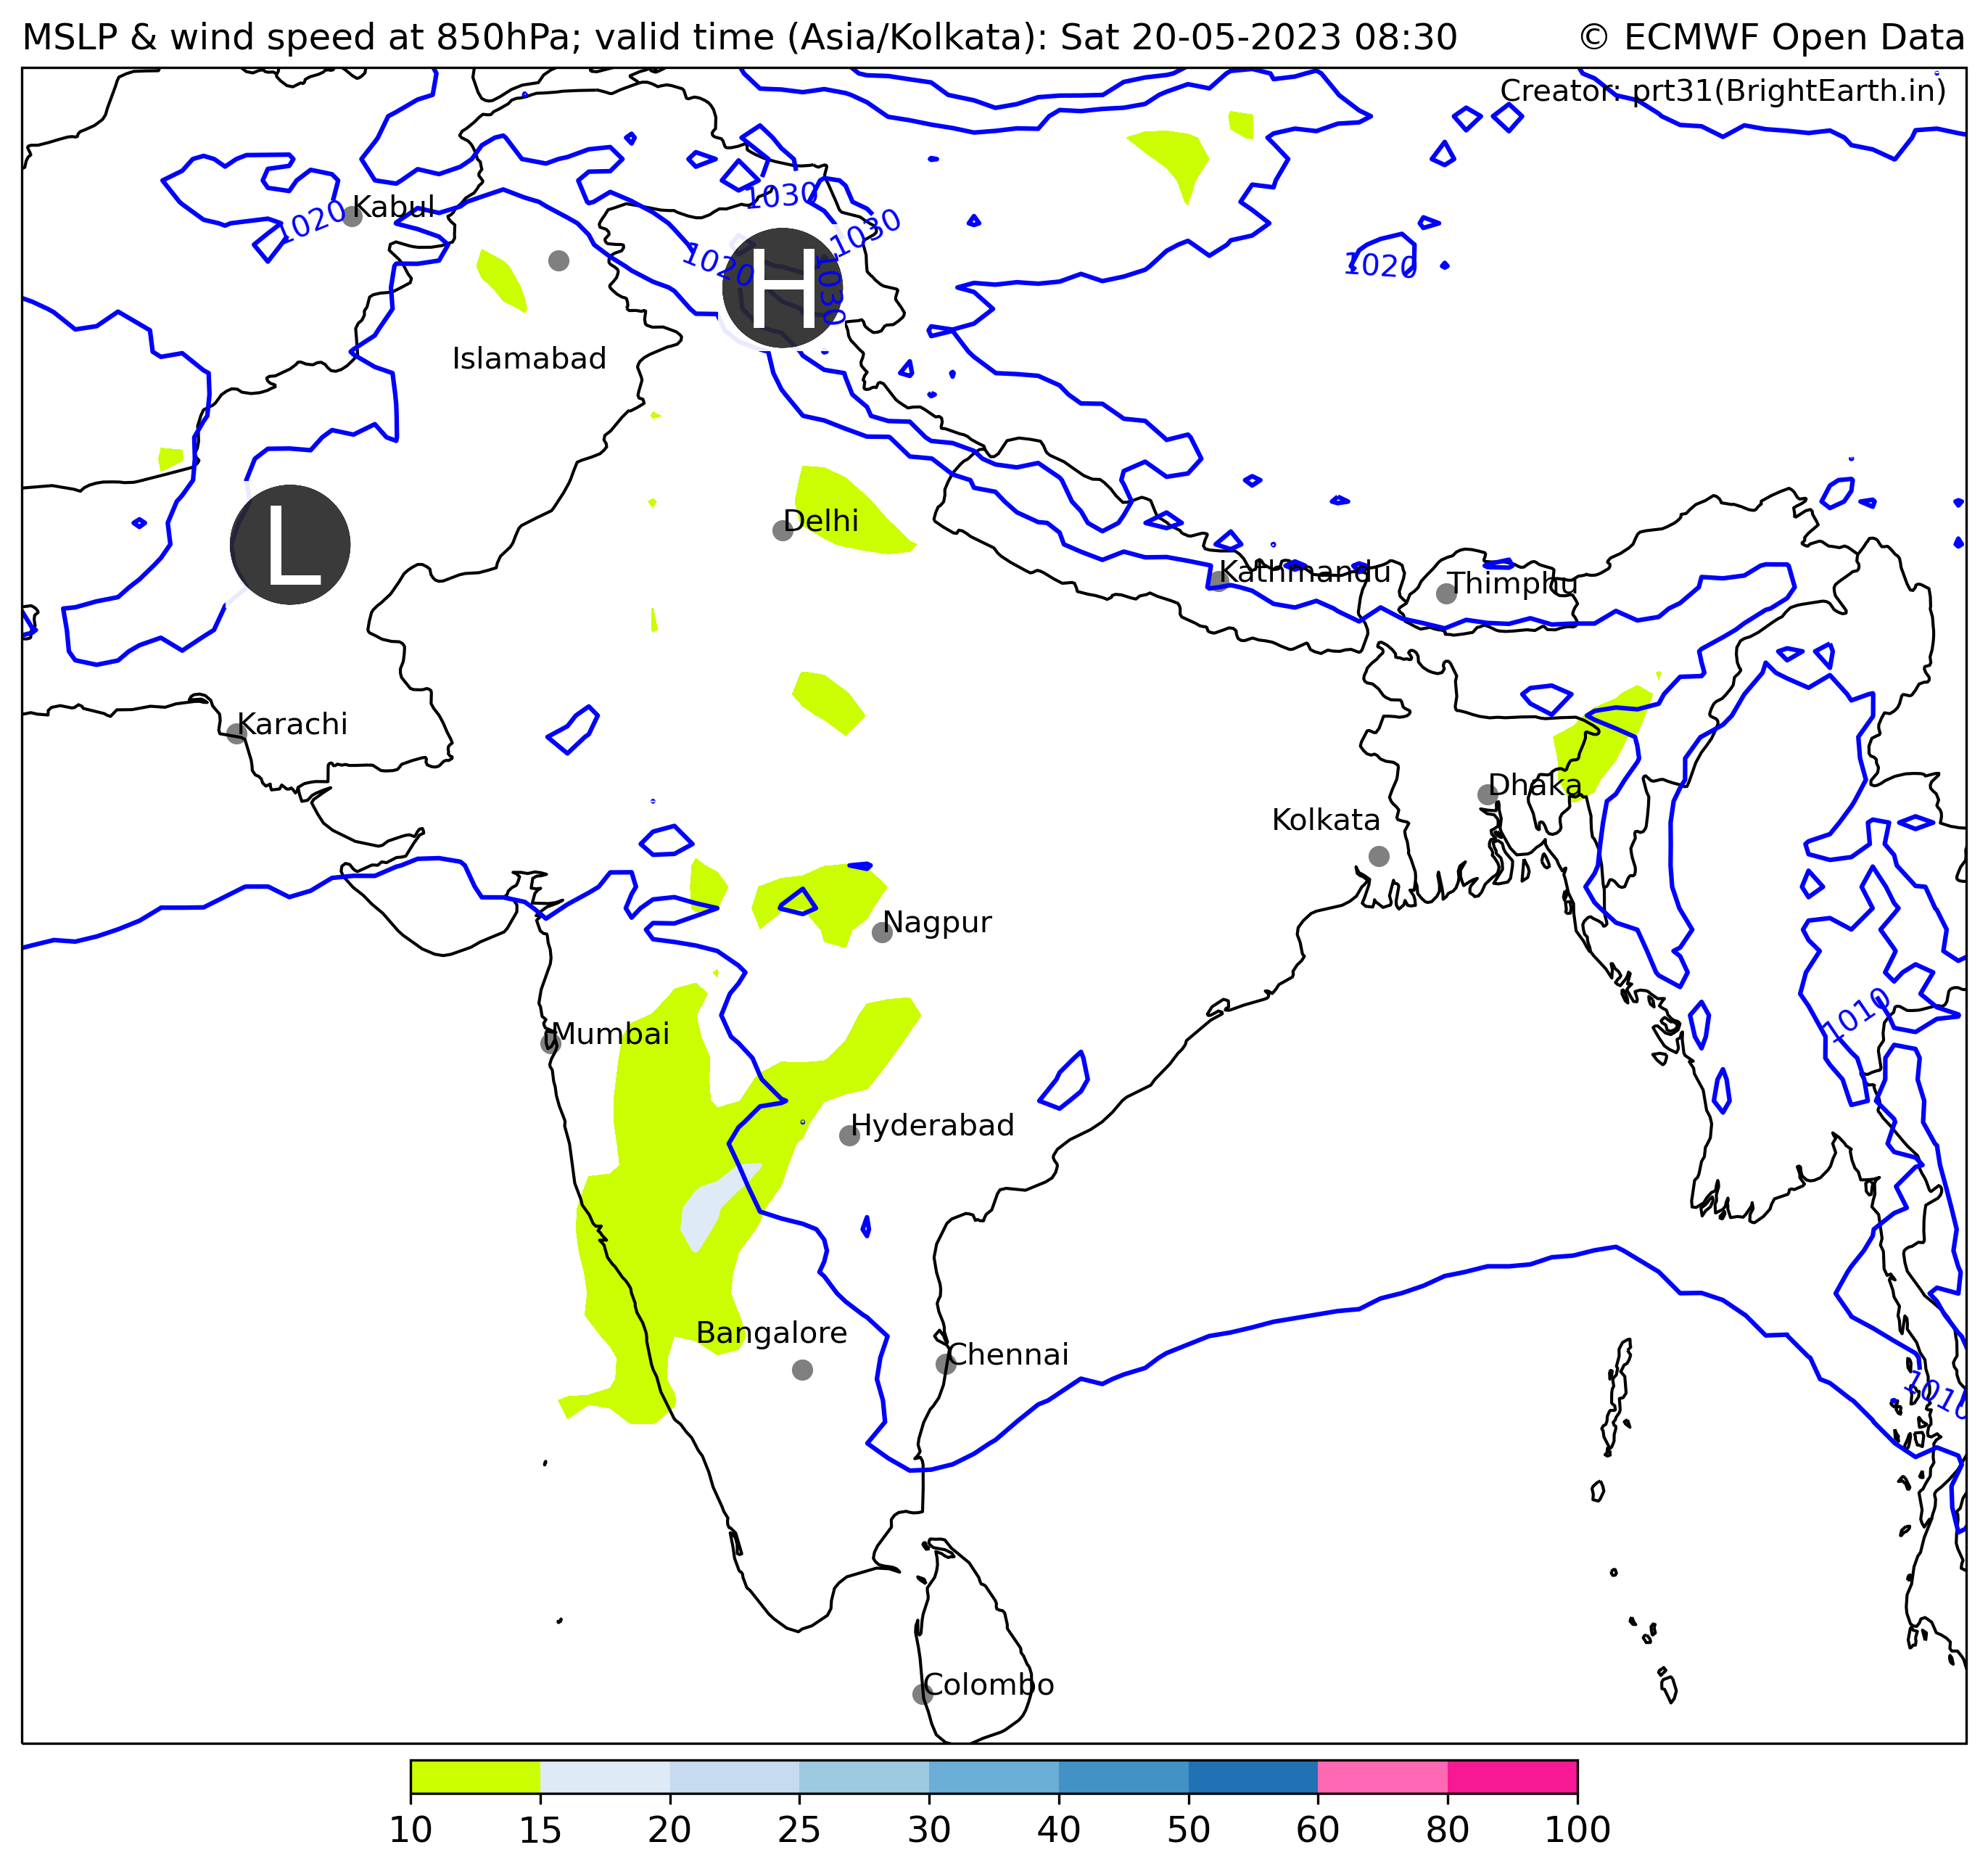 MSLP & wind speed at 850hPa; valid time (Asia/Kolkata): Sat 20-05-2023 08:30
© ECMWF Open Data
Creator: prt31(BrightEarth.in)
1030
Kabul
1020
1030
1020
H
1030
1020
Islamabad
L
Delhi
Kathmandu
Thimphu
Karachi
Dhaka
Kolkata
Nagpur
1010
Mumbai
Hyderabad
Bangalore
Chennai
1010
Colombo
10 15 20 25 30 40 50 60 80 100